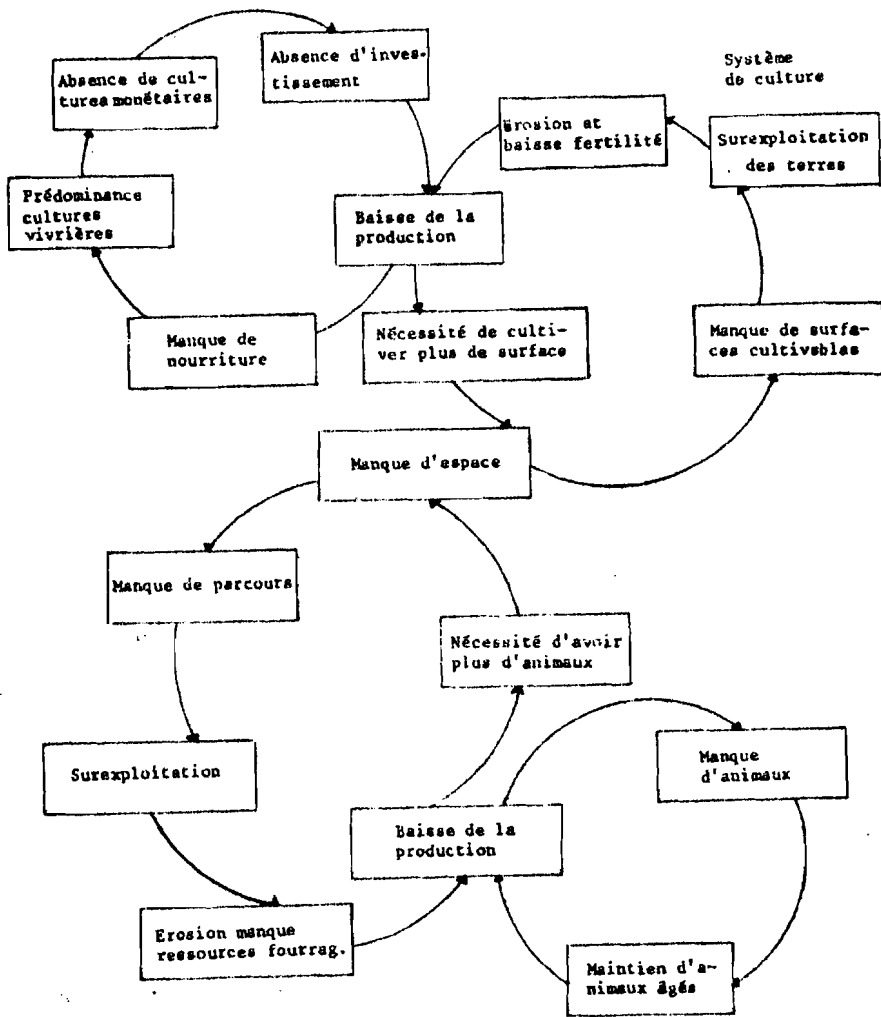 Absence de cul-
tures monétaires
Absence d'inves-
tissement
Système
de culture
Erosion et
baisse fertilité
Surexploitation
des terres
Prédominance
cultures
vivrières
Baisse de la
production
Manque de
nourriture
Nécessité de culti-
ver plus de surface
Manque de surfa-
ces cultivables
Manque d'espace
Manque de parcours
Nécessité d'avoir
plus d'animaux
Surexploitation
Manque
d'animaux
Baisse de la
production
Erosion manque
ressources fourrag.
Maintien d'a-
nimaux âgés